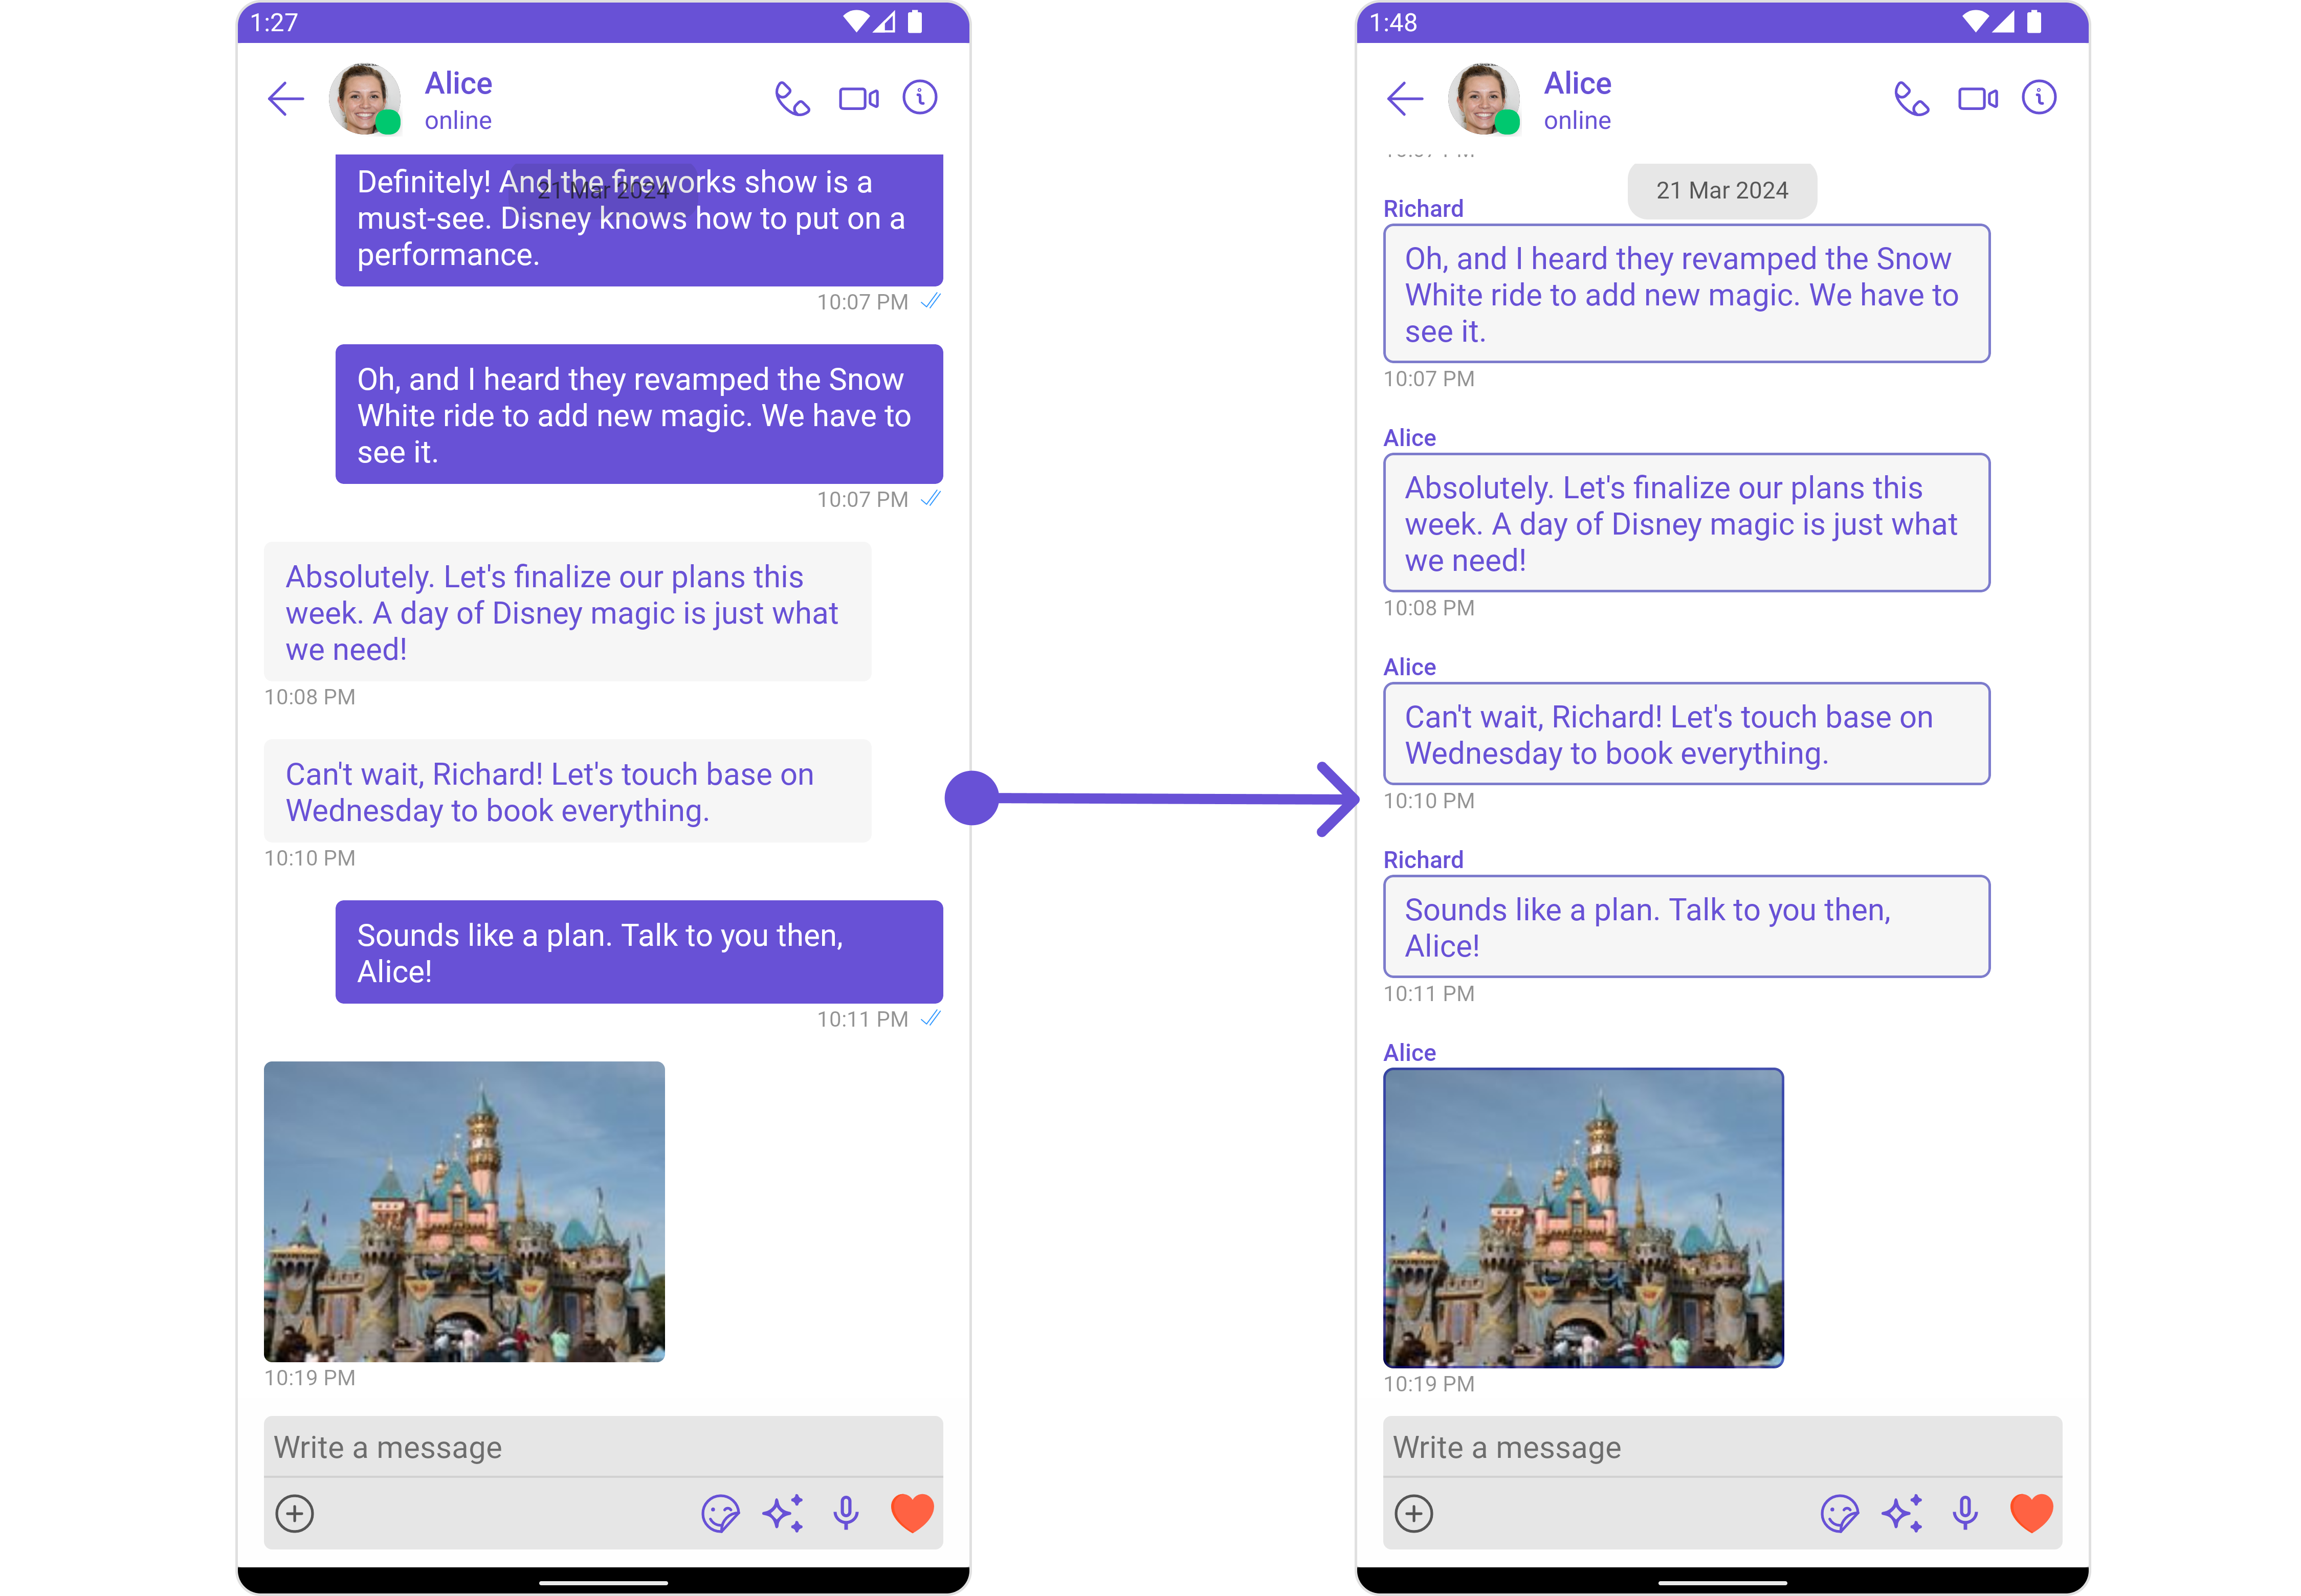 1:27
Alice
online
Definitely! And the fireworks show is a
21 Mar 2024
must-see. Disney knows how to put on a
performance.
10:07 PM
Oh, and I heard they revamped the Snow
White ride to add new magic. We have to
see it.
10:07 PM
Absolutely. Let's finalize our plans this
week. A day of Disney magic is just what
we need!
10:08 PM
Can't wait, Richard! Let's touch base on
Wednesday to book everything.
10:10 PM
Sounds like a plan. Talk to you then,
Alice!
10:11 PM
10:19 PM
Write a message
1:48
Alice
online
21 Mar 2024
Richard
Oh, and I heard they revamped the Snow
White ride to add new magic. We have to
see it.
10:07 PM
Alice
Absolutely. Let's finalize our plans this
week. A day of Disney magic is just what
we need!
10:08 PM
Alice
Can't wait, Richard! Let's touch base on
Wednesday to book everything.
10:10 PM
Richard
Sounds like a plan. Talk to you then,
Alice!
10:11 PM
Alice
10:19 PM
Write a message